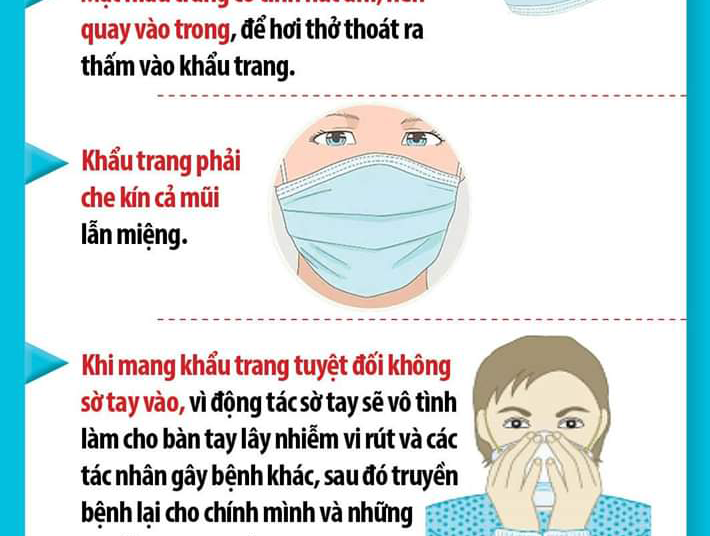 quay vào trong, để hơi thở thoát ra
thấm vào khẩu trang.
Khẩu trang phải
che kín cả mũi
lẫn miệng.
Khi mang khẩu trang tuyệt đối không
sờ tay vào, vì động tác sờ tay sẽ vô tình
làm cho bàn tay lây nhiễm vi rút và các
tác nhân gây bệnh khác, sau đó truyền
bệnh lại cho chính mình và những